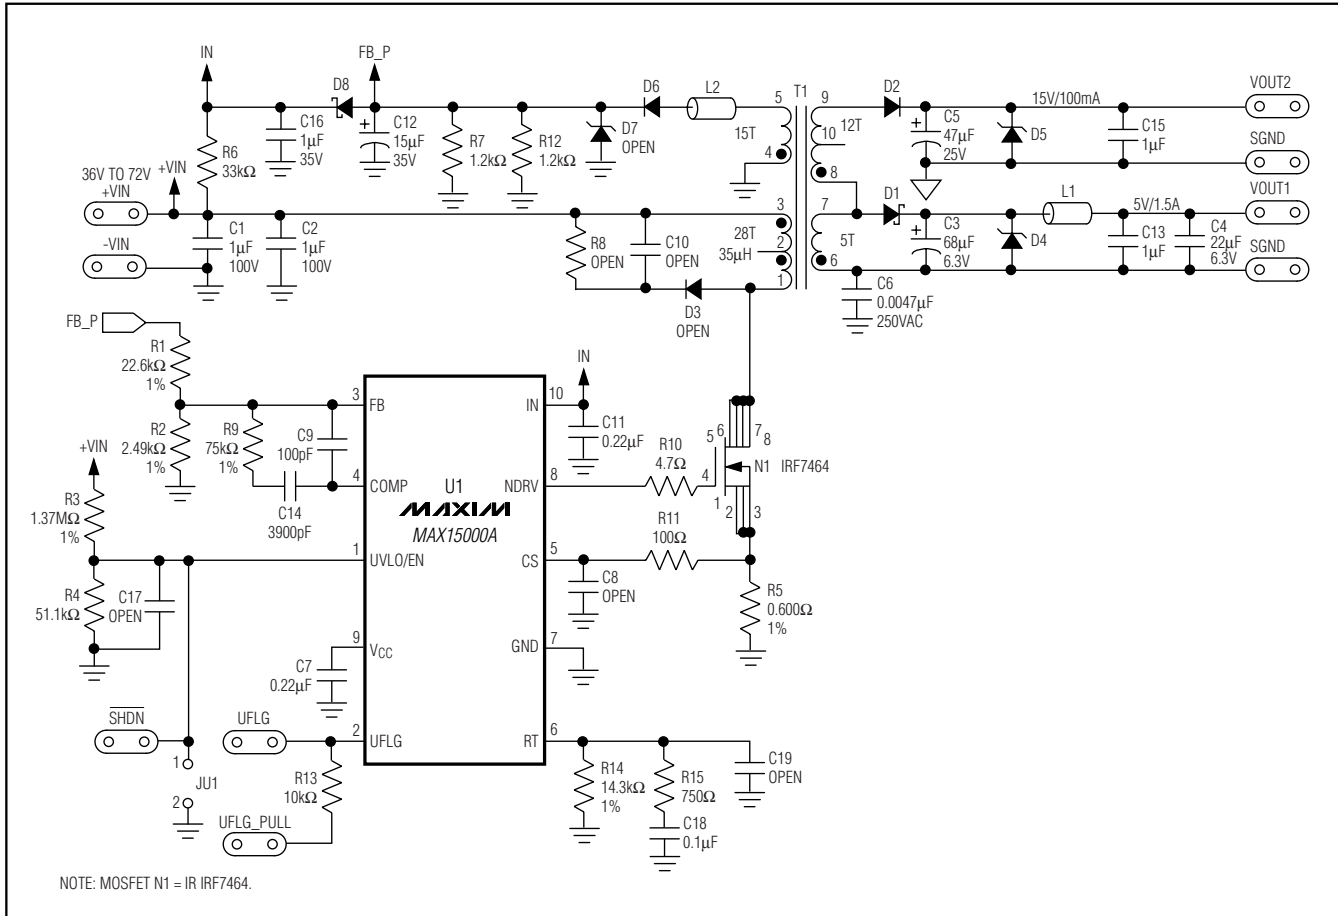 IN
FB_P
D8
C16
1µF
35V
C12
15µF
35V
R7
1.2kΩ
R12
1.2kΩ
D7
OPEN
D6
L2
T1
5
15T
4
9
12T
10
8
D2
15V/100mA
+
C5
47µF
25V
D5
C15
1µF
VOUT2
SGND
R6
33kΩ
+VIN
36V TO 72V
+VIN
-VIN
C1
1µF
100V
C2
1µF
100V
R8
OPEN
C10
OPEN
D3
OPEN
3
28T
2
35µH
1
7
5T
6
D1
+
C3
68µF
6.3V
D4
L1
5V/1.5A
C13
1µF
C4
22µF
6.3V
VOUT1
SGND
C6
0.0047µF
250VAC
FB_P
R1
22.6kΩ
1%
R2
2.49kΩ
1%
R9
75kΩ
1%
C9
100pF
C14
3900pF
+VIN
R3
1.37MΩ
1%
R4
51.1kΩ
C17
OPEN
C7
0.22µF
SHDN
1
JU1
2
UFLG
R13
10kΩ
UFLG_PULL
3
FB
4
COMP
1
UVLO/EN
9
VCC
2
UFLG
U1
MAXIM
MAX15000A
IN
10
NDRV
8
CS
5
GND
7
RT
6
IN
C11
0.22µF
R10
4.7Ω
R11
100Ω
C8
OPEN
5
6
7
8
4
N1 IRF7464
1
2
3
R5
0.600Ω
1%
R14
14.3kΩ
1%
R15
750Ω
C18
0.1µF
C19
OPEN
NOTE: MOSFET N1 = IR IRF7464.
+